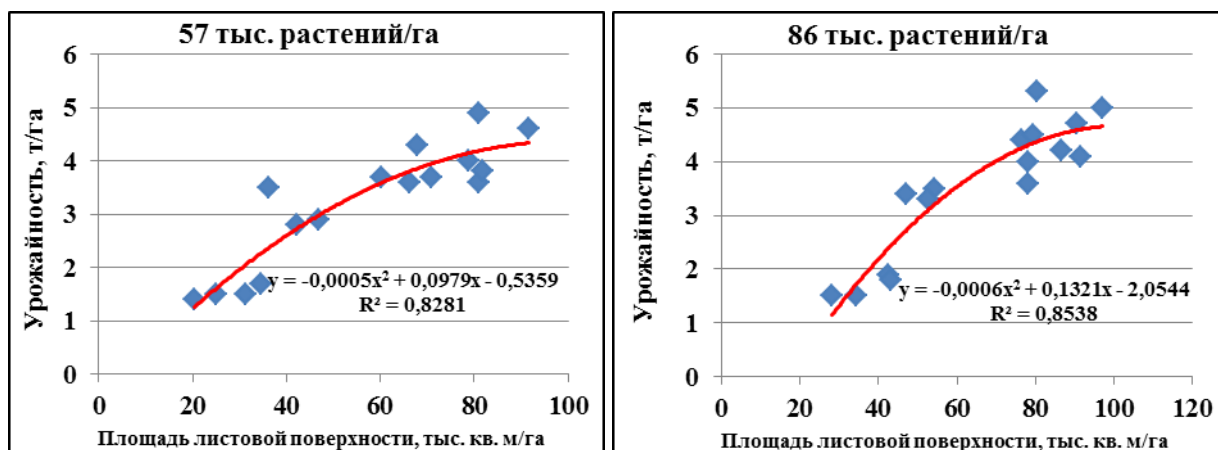 57 тыс. растений/га
Урожайность, т/га
6
5
4
3
2
1
0
y = -0,0005x² + 0,0979x - 0,5359
R² = 0,8281
0 20 40 60 80 100
Площадь листовой поверхности, тыс. кв. м/га
86 тыс. растений/га
Урожайность, т/га
6
5
4
3
2
1
0
y = -0,0006x² + 0,1321x - 2,0544
R² = 0,8538
0 20 40 60 80 100 120
Площадь листовой поверхности, тыс. кв. м/га